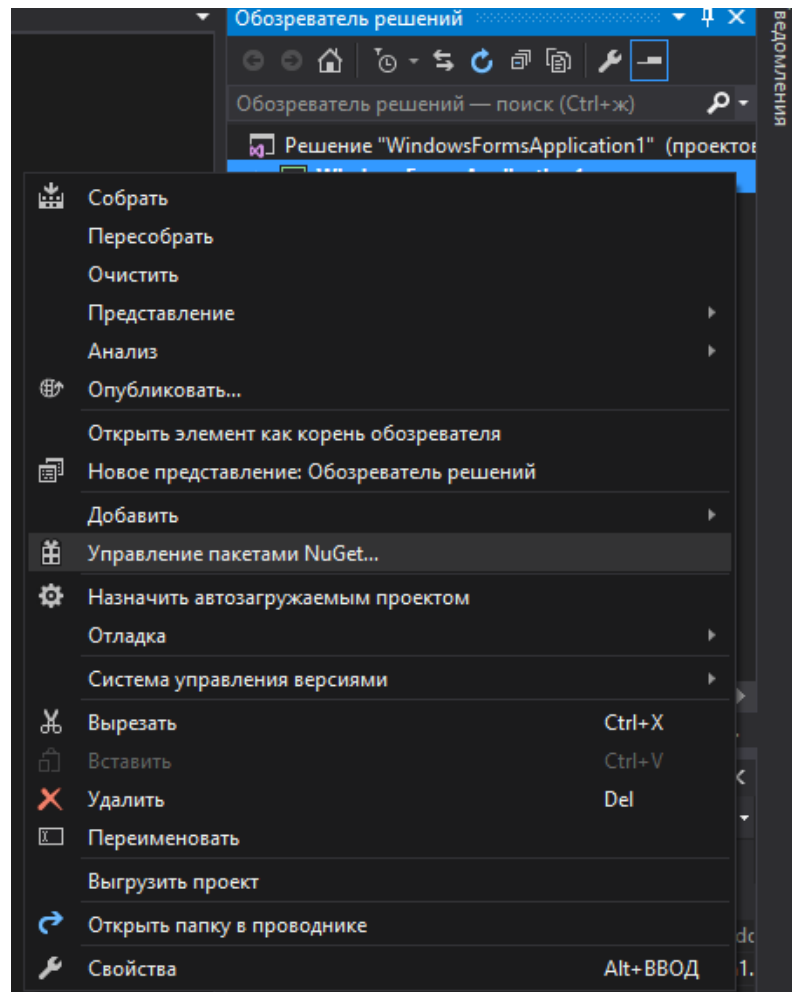 Обозреватель решений
ведомления
Обозреватель решений — поиск (Ctrl+ж)
Решение "WindowsFormsApplication1" (проектов
Собрать
Пересобрать
Очистить
Представление
Анализ
Опубликовать...
Открыть элемент как корень обозревателя
Новое представление: Обозреватель решений
Добавить
Управление пакетами NuGet...
Назначить автозагружаемым проектом
Отладка
Система управления версиями
Вырезать Ctrl+X
Вставить Ctrl+V
Удалить Del
Переименовать
Выгрузить проект
Открыть папку в проводнике
Свойства Alt+ВВОД
1.